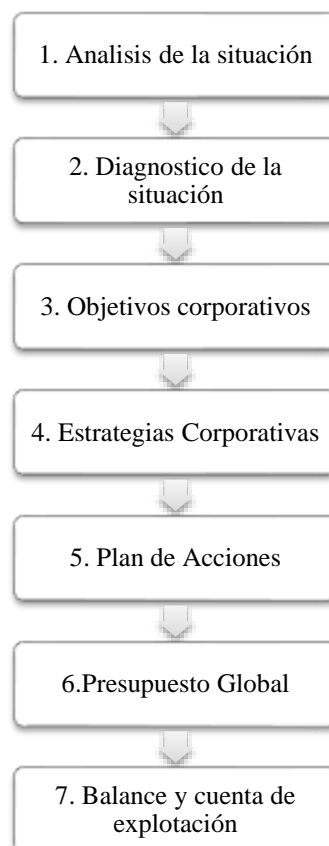 1. Analisis de la situación
2. Diagnostico de la
situación
3. Objetivos corporativos
4. Estrategias Corporativas
5. Plan de Acciones
6.Presupuesto Global
7. Balance y cuenta de
explotación